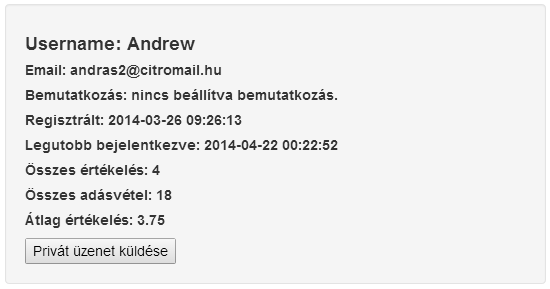 Username: Andrew
Email: andras2@citromail.hu
Bemutatkozás: nincs beállítva bemutatkozás.
Regisztrált: 2014-03-26 09:26:13
Legutobb bejelentkezve: 2014-04-22 00:22:52
Összes értékelés: 4
Összes adásvétel: 18
Átlag értékelés: 3.75
Privát üzenet küldése